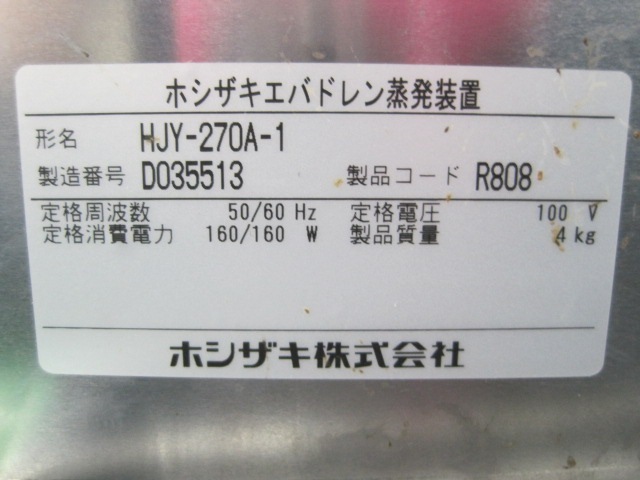 ホシザキエバドレン蒸発装置
形名 HJY-270A-1
製造番号 D035513 製品コード R808
定格周波数 50/60 Hz 定格電圧 100 V
定格消費電力 160/160 W 製品質量 4 kg
ホシザキ株式会社